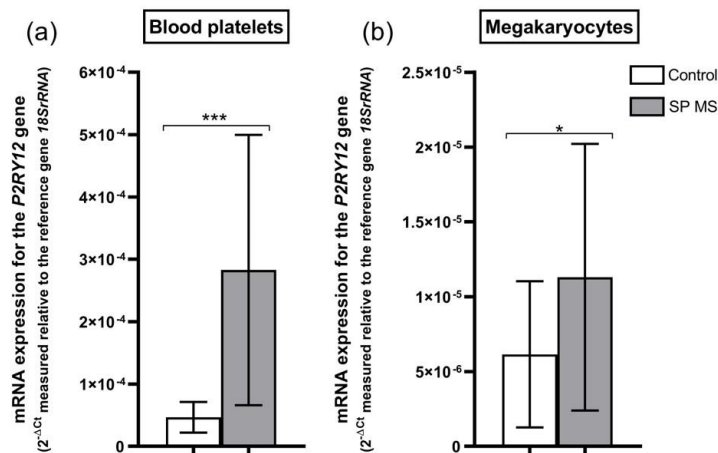 (a)
Blood platelets
mRNA expression for the P2RY12 gene
(2-ΔCt measured relative to the reference gene 18SrRNA)
6×10-4
5×10-4
4×10-4
3×10-4
2×10-4
1×10-4
0
***
(b)
Megakaryocytes
mRNA expression for the P2RY12 gene
(2-ΔCt measured relative to the reference gene 18SrRNA)
2.5×10-5
2×10-5
1.5×10-5
1×10-5
5×10-6
0
*
Control
SP MS